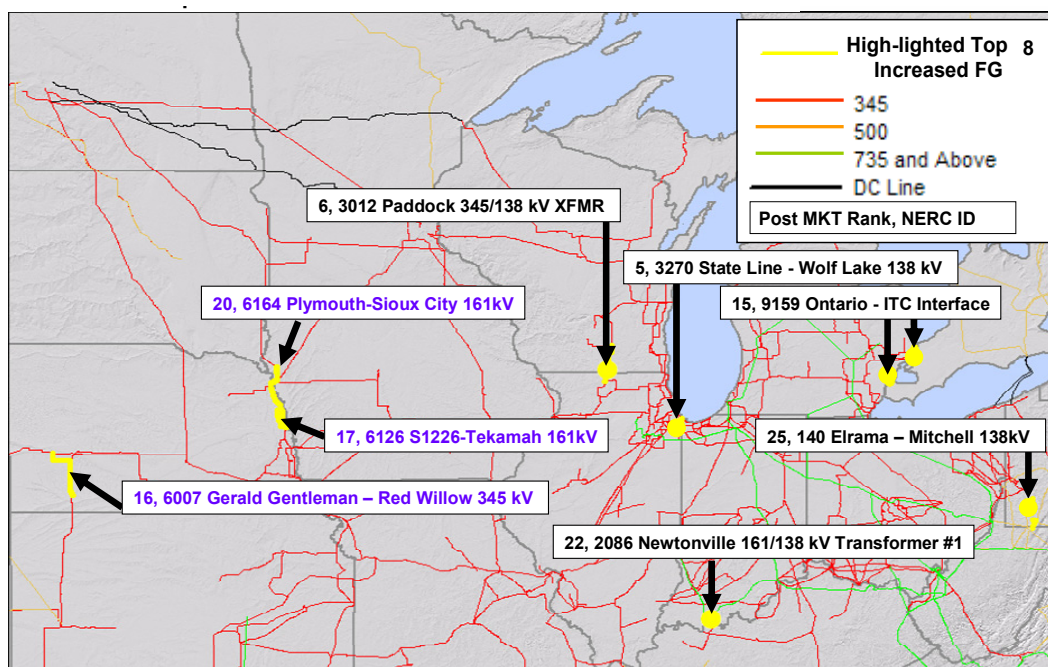 High-lighted Top 8
Increased FG
345
500
735 and Above
DC Line
Post MKT Rank, NERC ID
6, 3012 Paddock 345/138 kV XFMR
5, 3270 State Line - Wolf Lake 138 kV
20, 6164 Plymouth-Sioux City 161kV
15, 9159 Ontario - ITC Interface
17, 6126 S1226-Tekamah 161kV
25, 140 Elrama – Mitchell 138kV
16, 6007 Gerald Gentleman – Red Willow 345 kV
22, 2086 Newtonville 161/138 kV Transformer #1